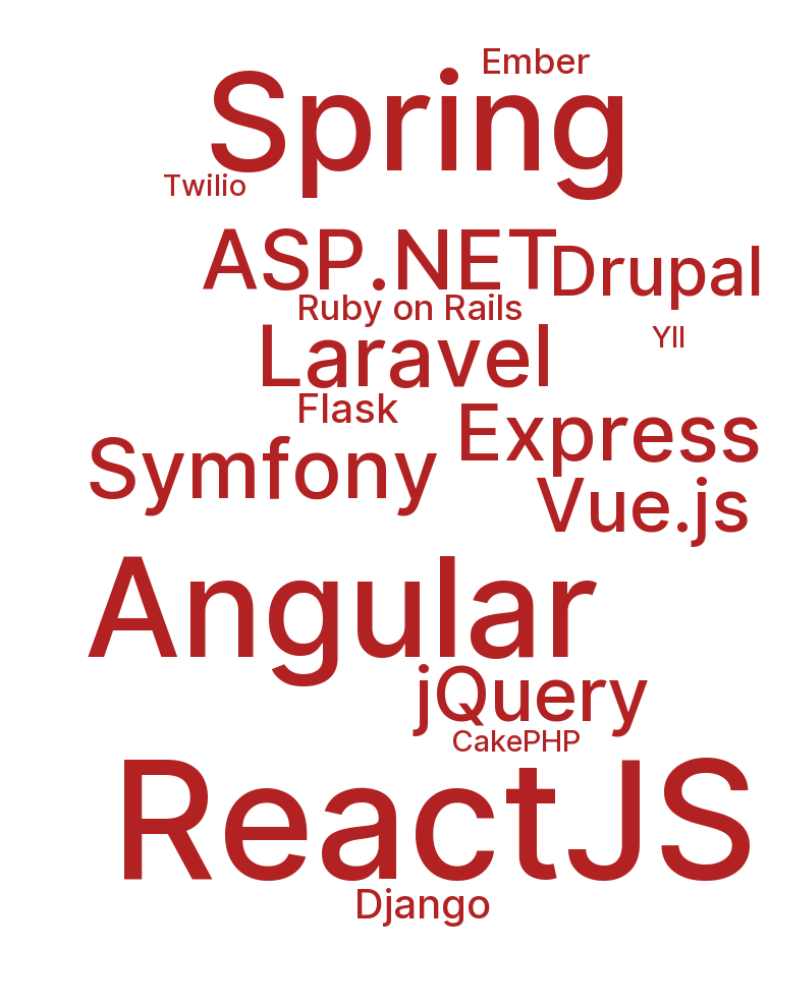 Ember
Spring
Twilio
ASP.NET
Drupal
Ruby on Rails
YII
Laravel
Flask
Express
Symfony
Vue.js
Angular
jQuery
CakePHP
ReactJS
Django